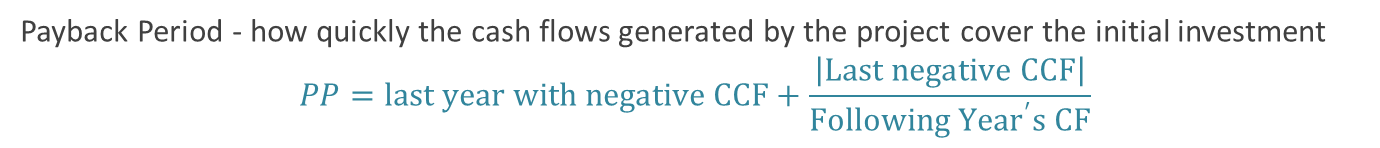 Payback Period - how quickly the cash flows generated by the project cover the initial investment
PP = last year with negative CCF + |Last negative CCF| / Following Year's CF